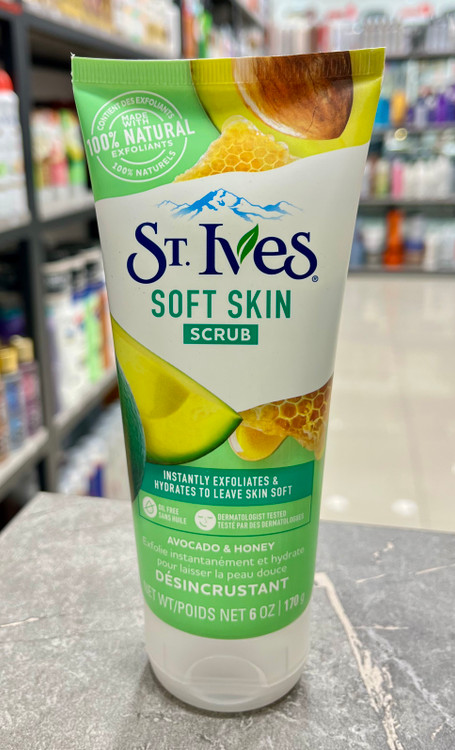 CONTIENT DES EXFOLIANTS
MADE
WITH
100% NATURAL
EXFOLIANTS
100% NATURELS
ST. IVES®
SOFT SKIN
SCRUB
INSTANTLY EXFOLIATES &
HYDRATES TO LEAVE SKIN SOFT
OIL FREE
SANS HUILE
DERMATOLOGIST TESTED
TESTÉ PAR DES DERMATOLOGUES
AVOCADO & HONEY
Exfolie instantanément et hydrate
pour laisser la peau douce
DÉSINCRUSTANT
NET WT/POIDS NET 6 OZ | 170 g